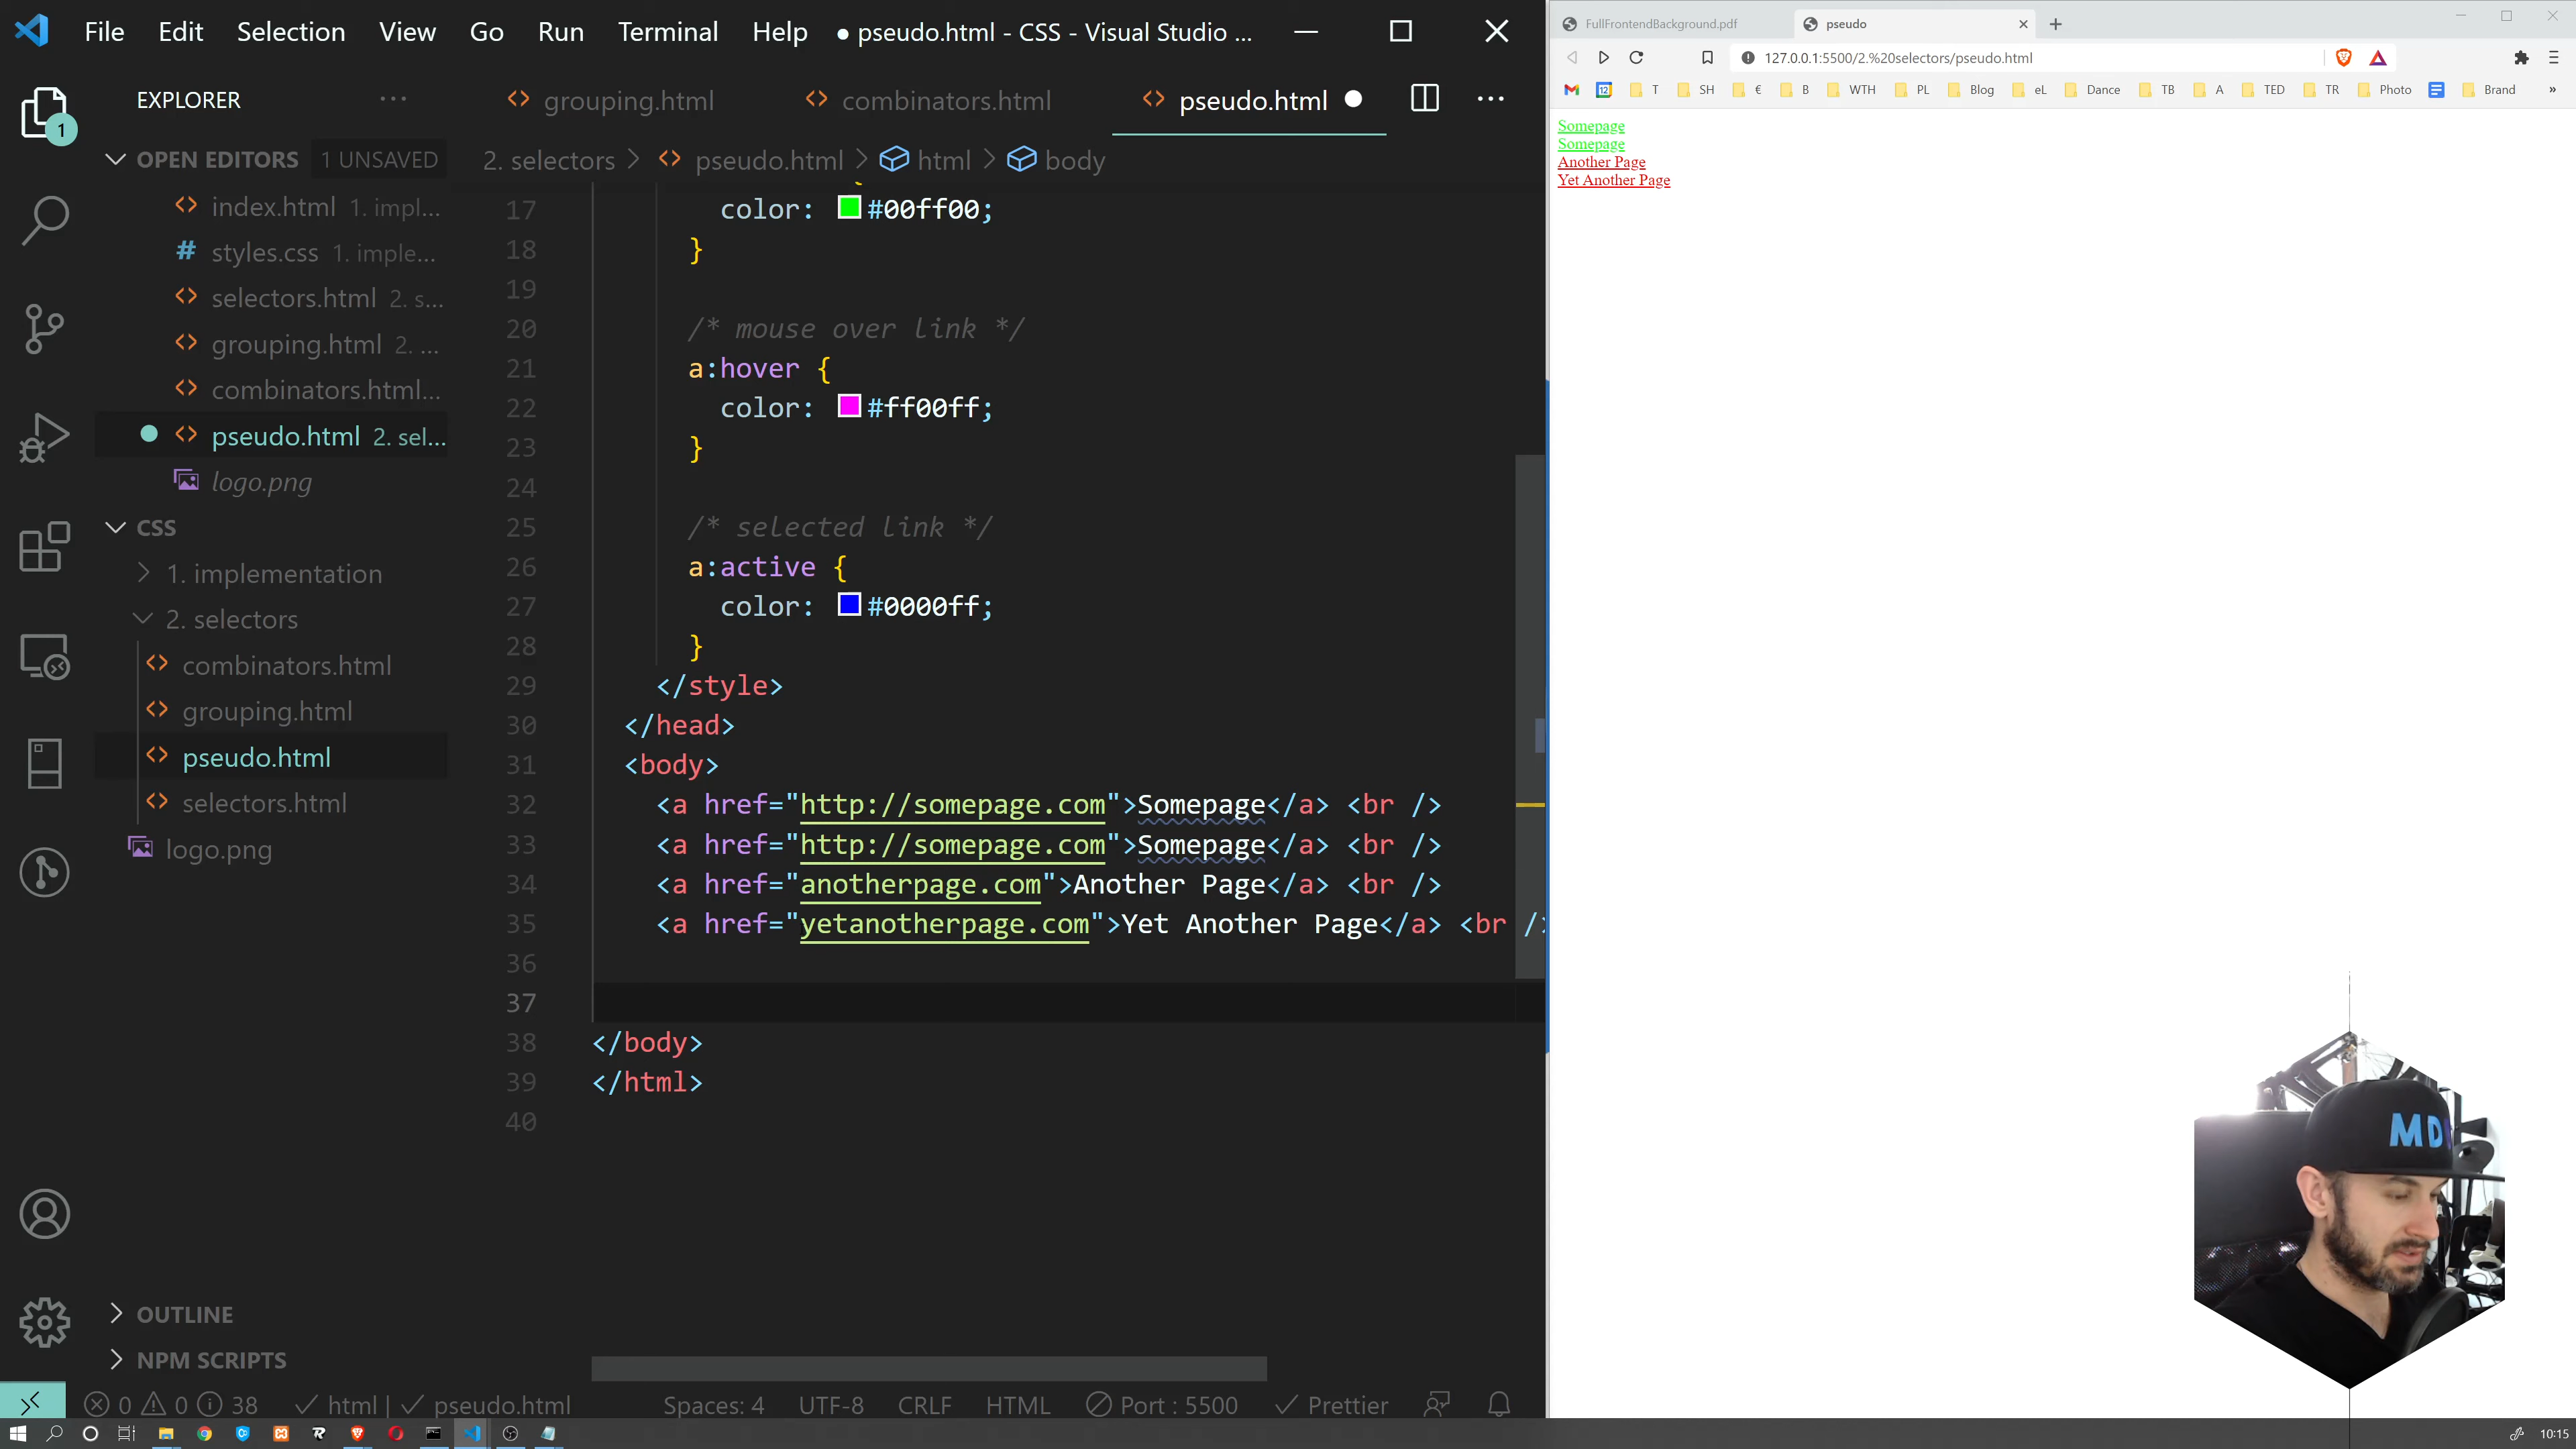 File Edit Selection View Go Run Terminal Help ● pseudo.html - CSS - Visual Studio ...
EXPLORER ...
1
OPEN EDITORS 1 UNSAVED
index.html 1. impl...
styles.css 1. imple...
selectors.html 2. s...
grouping.html 2. ...
combinators.html...
pseudo.html 2. sel...
logo.png
CSS
1. implementation
2. selectors
combinators.html
grouping.html
pseudo.html
selectors.html
logo.png
OUTLINE
NPM SCRIPTS
grouping.html combinators.html pseudo.html ...
2. selectors > pseudo.html > html > body
17 color: #00ff00;
18 }
19
20 /* mouse over link */
21 a:hover {
22 color: #ff00ff;
23 }
24
25 /* selected link */
26 a:active {
27 color: #0000ff;
28 }
29 </style>
30 </head>
31 <body>
32 <a href="http://somepage.com">Somepage</a> <br />
33 <a href="http://somepage.com">Somepage</a> <br />
34 <a href="anotherpage.com">Another Page</a> <br />
35 <a href="yetanotherpage.com">Yet Another Page</a> <br />
36
37
38 </body>
39 </html>
40
0 0 38 html | pseudo.html Spaces: 4 UTF-8 CRLF HTML Port : 5500 Prettier
FullFrontendBackground.pdf pseudo
127.0.0.1:5500/2.%20selectors/pseudo.html
12 T SH € B WTH PL Blog eL Dance TB A TED TR Photo Brand »
Somepage
Somepage
Another Page
Yet Another Page
MD
10:15